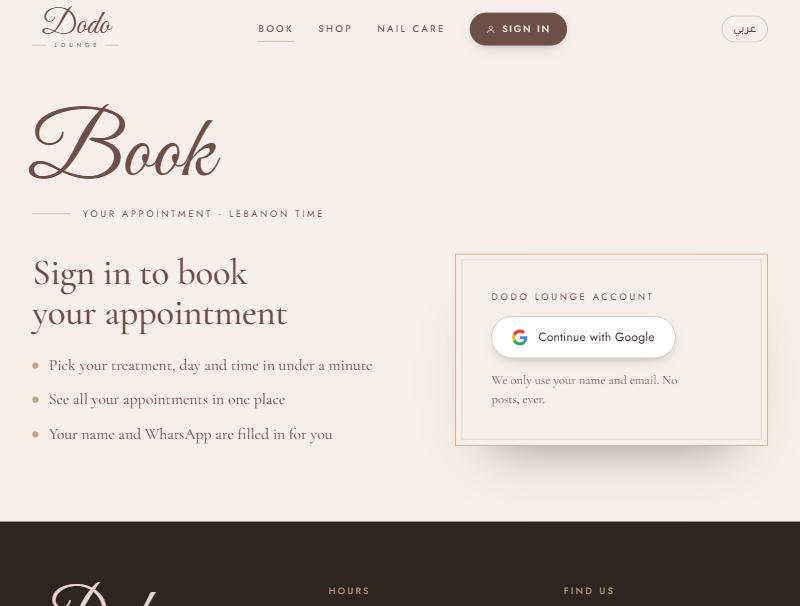 Dodo
LOUNGE
BOOK
SHOP
NAIL CARE
SIGN IN
عربي
Book
YOUR APPOINTMENT · LEBANON TIME
Sign in to book
your appointment
Pick your treatment, day and time in under a minute
See all your appointments in one place
Your name and WhatsApp are filled in for you
DODO LOUNGE ACCOUNT
Continue with Google
We only use your name and email. No
posts, ever.
Dodo
HOURS
FIND US